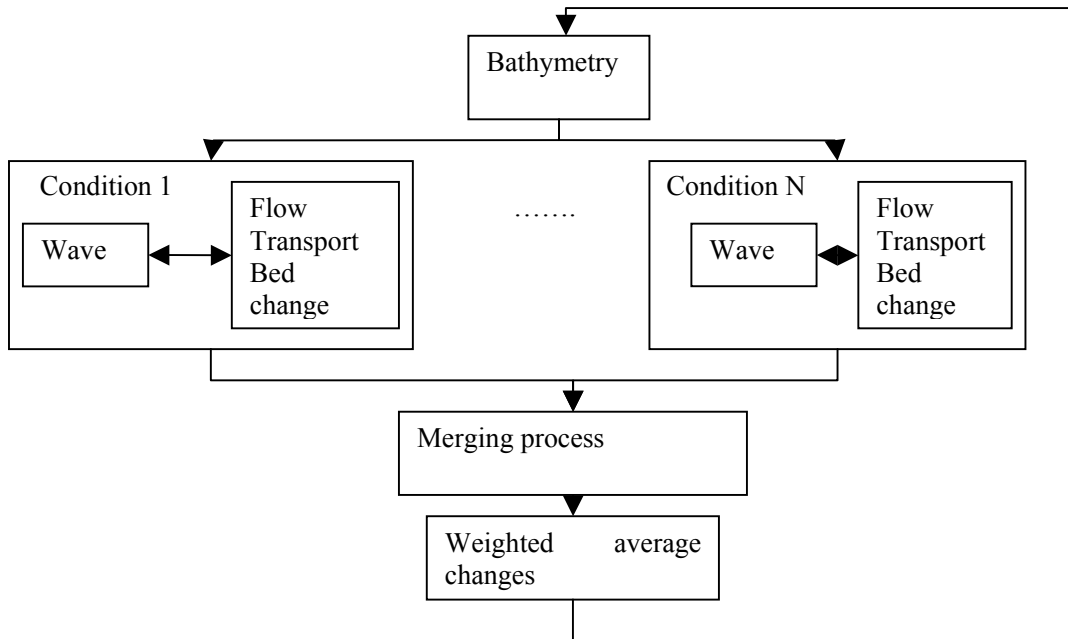 Bathymetry
Condition 1
Wave
Flow
Transport
Bed
change
.......
Condition N
Wave
Flow
Transport
Bed
change
Merging process
Weighted average
changes